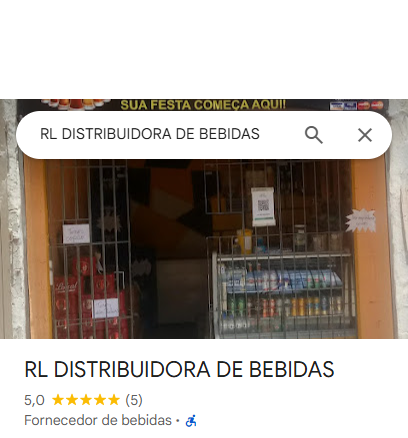 SUA FESTA COMEÇA AQUI!
RL DISTRIBUIDORA DE BEBIDAS
RL DISTRIBUIDORA DE BEBIDAS
5,0 ★★★★★ (5)
Fornecedor de bebidas ·